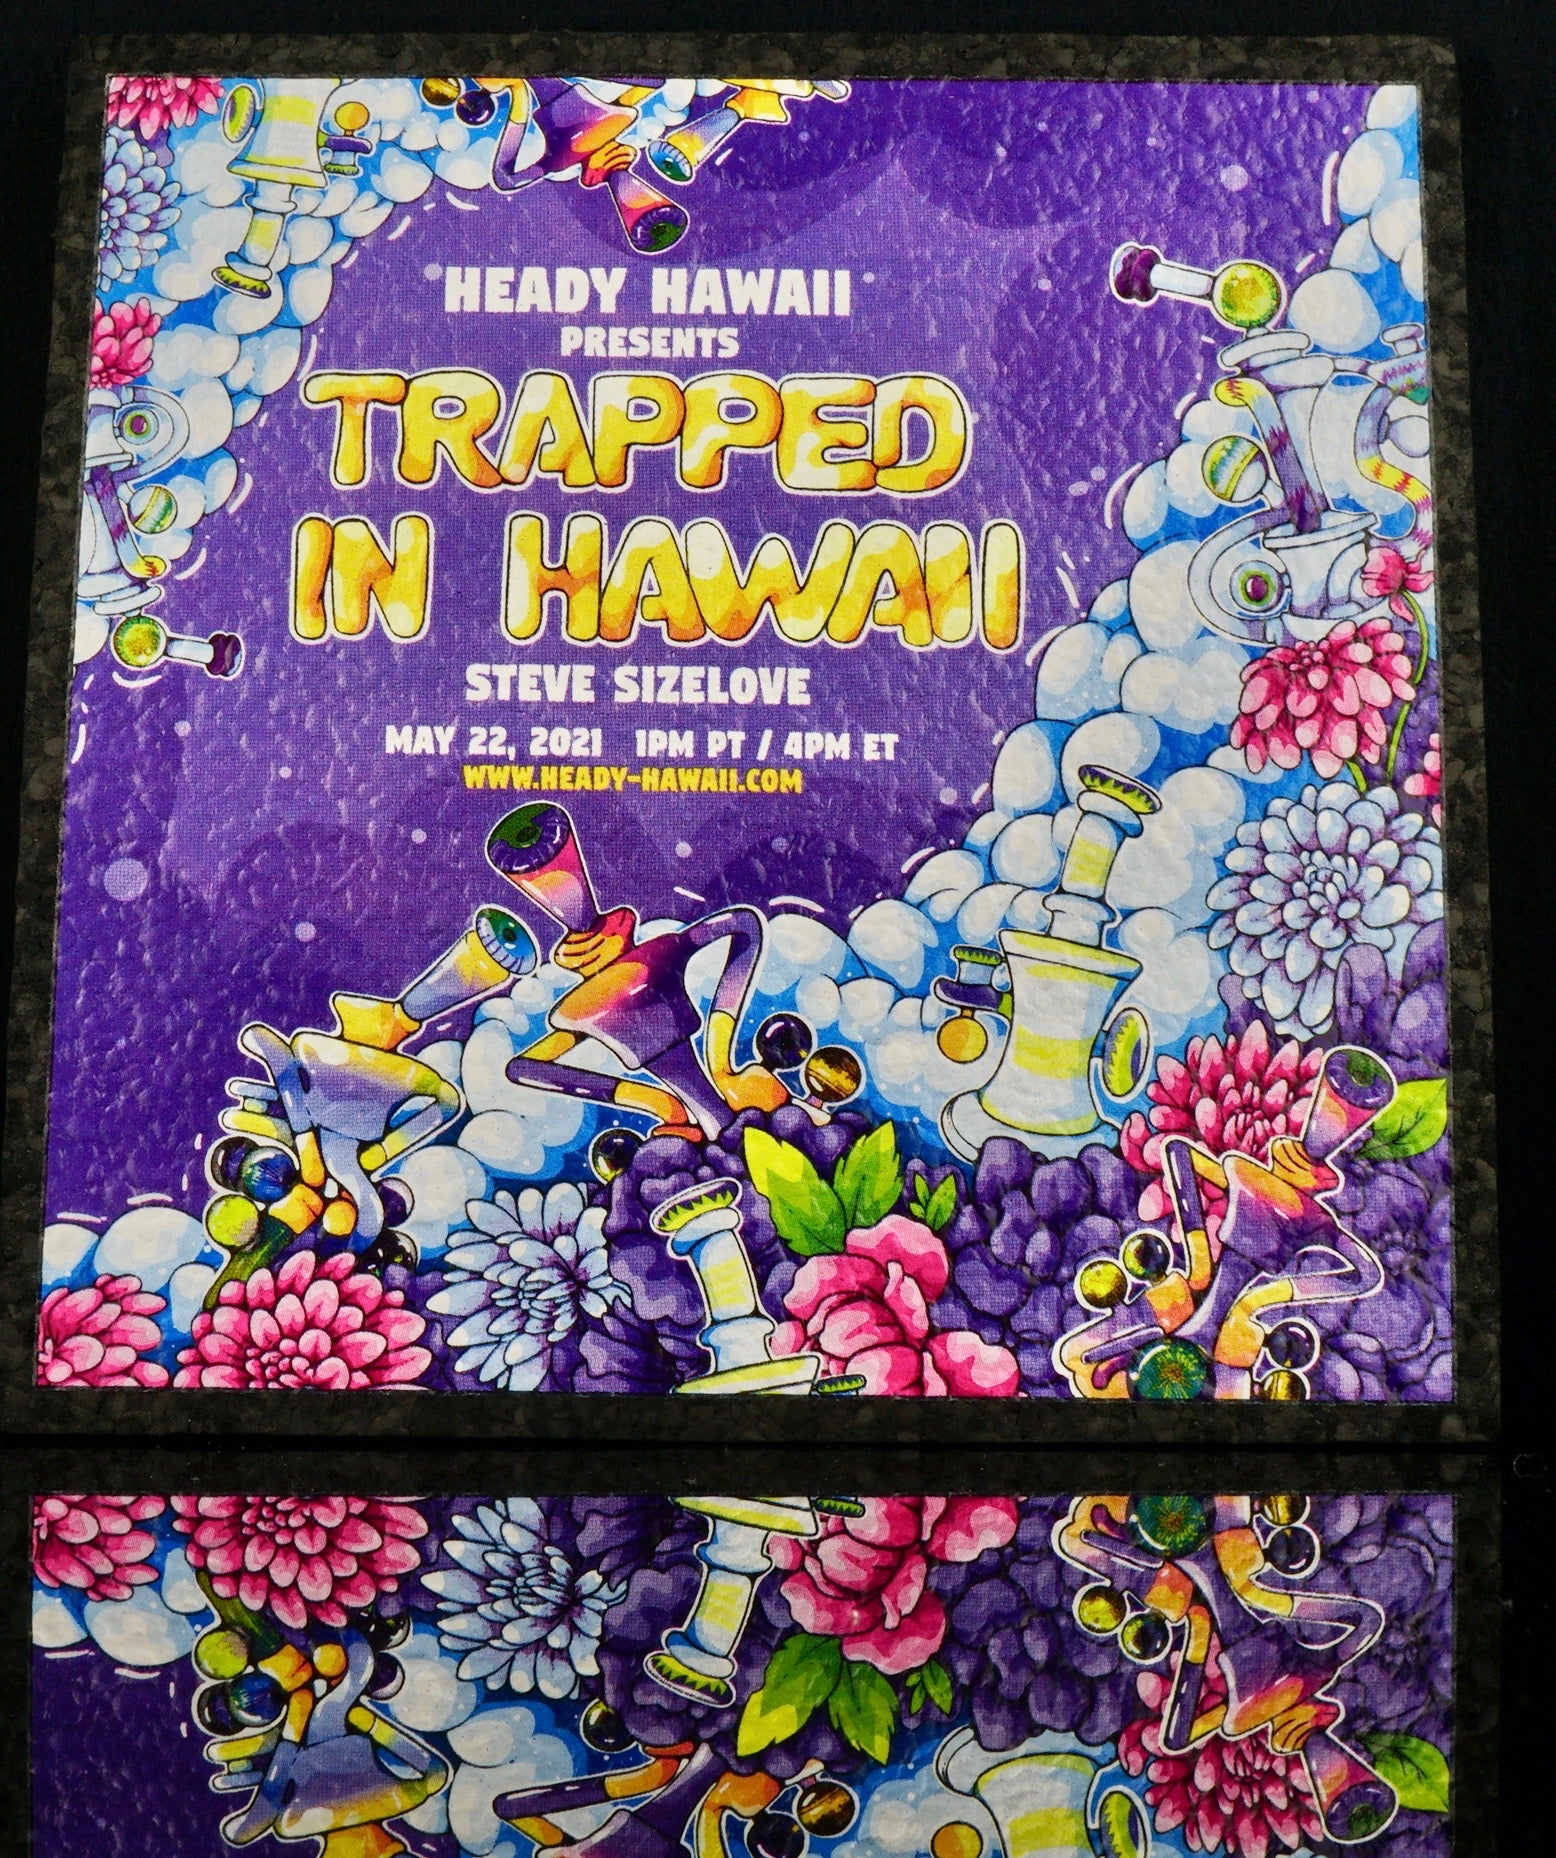 HEADY HAWAII
PRESENTS
TRAPPED
IN HAWAII
STEVE SIZELOVE
MAY 22, 2021 1PM PT / 4PM ET
WWW.HEADY-HAWAII.COM